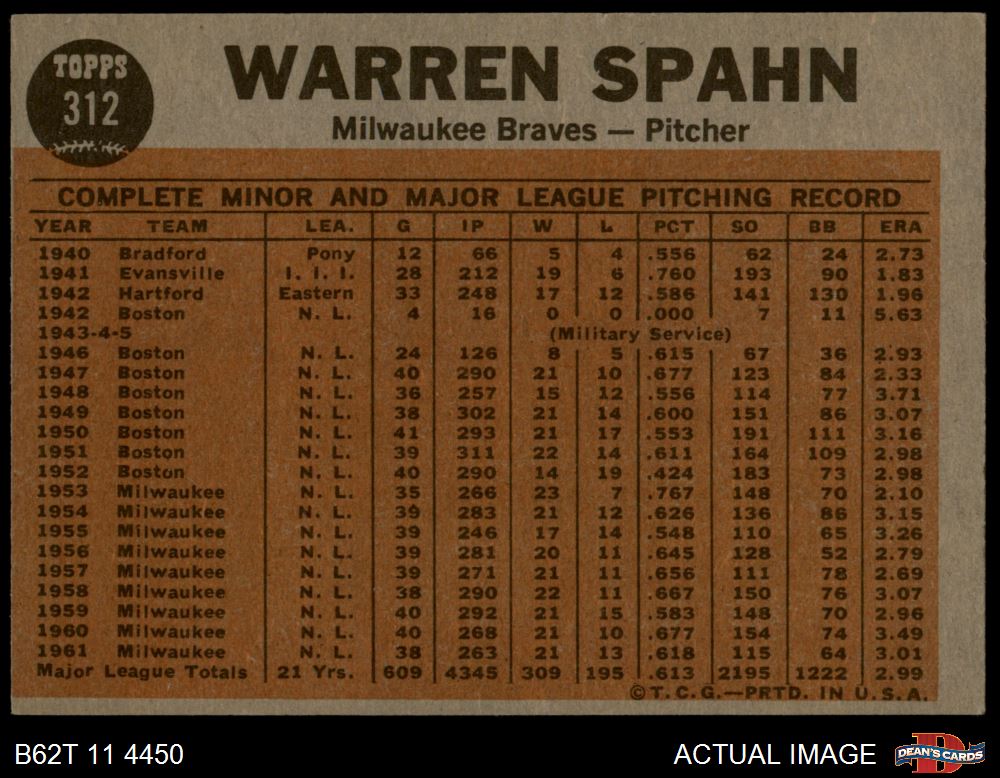 TOPPS
312
WARREN SPAHN
Milwaukee Braves — Pitcher
COMPLETE MINOR AND MAJOR LEAGUE PITCHING RECORD
YEAR TEAM LEA. G IP W L PCT SO BB ERA
1940 Bradford Pony 12 66 5 4 .556 62 24 2.73
1941 Evansville I. I. I. 28 212 19 6 .760 193 90 1.83
1942 Hartford Eastern 33 248 17 12 .586 141 130 1.96
1942 Boston N. L. 4 16 0 0 .000 7 11 5.63
1943-4-5 (Military Service)
1946 Boston N. L. 24 126 8 5 .615 67 36 2.93
1947 Boston N. L. 40 290 21 10 .677 123 84 2.33
1948 Boston N. L. 36 257 15 12 .556 114 77 3.71
1949 Boston N. L. 38 302 21 14 .600 151 86 3.07
1950 Boston N. L. 41 293 21 17 .553 191 111 3.16
1951 Boston N. L. 39 311 22 14 .611 164 109 2.98
1952 Boston N. L. 40 290 14 19 .424 183 73 2.98
1953 Milwaukee N. L. 35 266 23 7 .767 148 70 2.10
1954 Milwaukee N. L. 39 283 21 12 .626 136 86 3.15
1955 Milwaukee N. L. 39 246 17 14 .548 110 65 3.26
1956 Milwaukee N. L. 39 281 20 11 .645 128 52 2.79
1957 Milwaukee N. L. 39 271 21 11 .656 111 78 2.69
1958 Milwaukee N. L. 38 290 22 11 .667 150 76 3.07
1959 Milwaukee N. L. 40 292 21 15 .583 148 70 2.96
1960 Milwaukee N. L. 40 268 21 10 .677 154 74 3.49
1961 Milwaukee N. L. 38 263 21 13 .618 115 64 3.01
Major League Totals 21 Yrs. 609 4345 309 195 .613 2195 1222 2.99
© T. C. G.—PRTD. IN U. S. A.
B62T 11 4450
ACTUAL IMAGE
DEAN'S CARDS